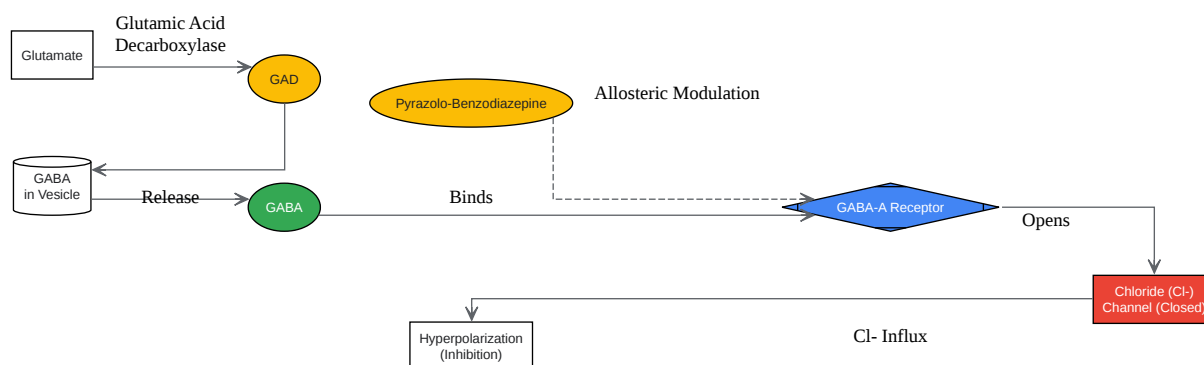 Glutamic Acid
Decarboxylase
Glutamate
GAD
Pyrazolo-Benzodiazepine
Allosteric Modulation
GABA
in Vesicle
Release
GABA
Binds
GABA-A Receptor
Opens
Chloride (Cl-)
Channel (Closed)
Hyperpolarization
(Inhibition)
Cl- Influx